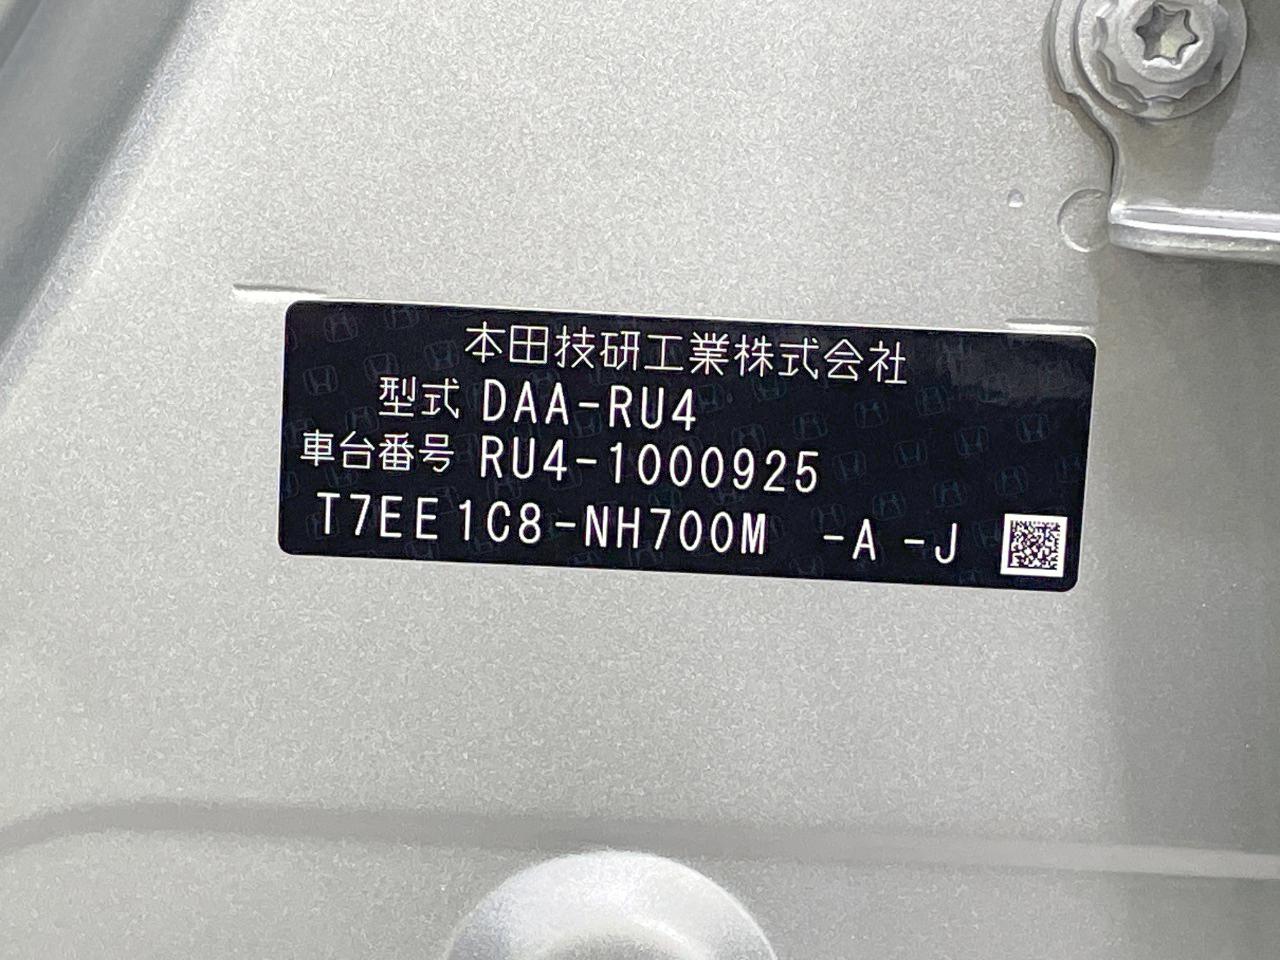 本田技研工業株式会社
型式 DAA-RU4
車台番号 RU4-1000925
T7EE1C8-NH700M -A -J